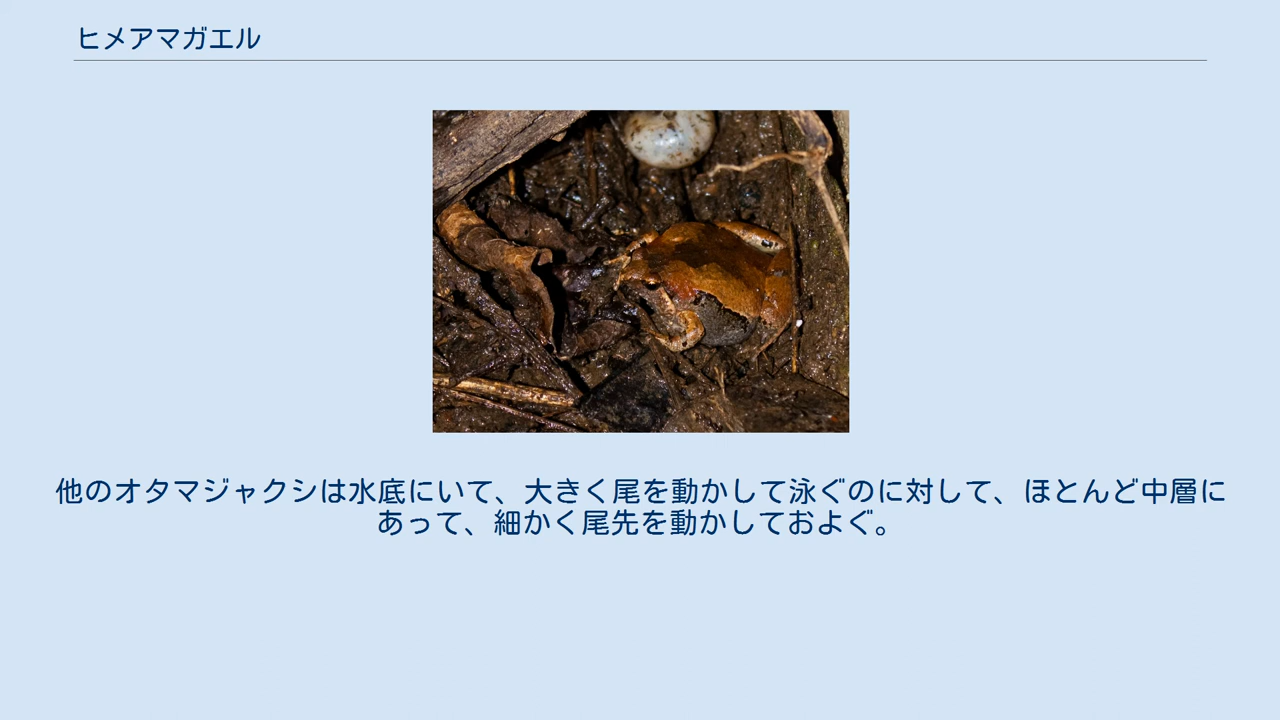 ヒメアマガエル
他のオタマジャクシは水底にいて、大きく尾を動かして泳ぐのに対して、ほとんど中層に
あって、細かく尾先を動かしておよぐ。